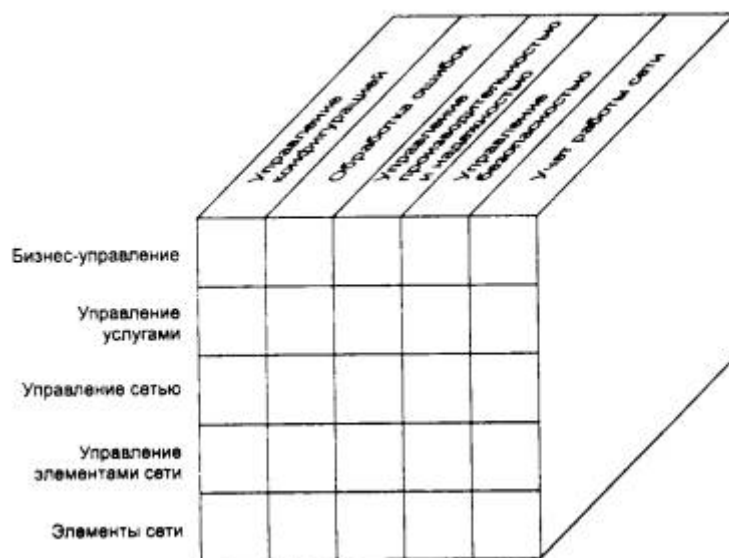 Управление
конфигурацией
Обработка ошибок
Управление
производительностью
и надежностью
Управление
безопасностью
Учет работы сети
Бизнес-управление
Управление
услугами
Управление сетью
Управление
элементами сети
Элементы сети